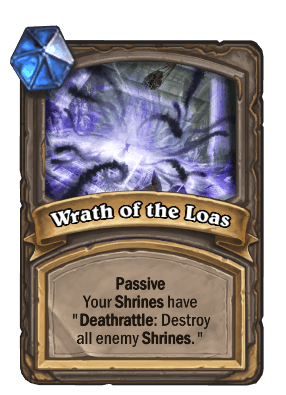 Wrath of the Loas
Passive
Your Shrines have
"Deathrattle: Destroy
all enemy Shrines. "